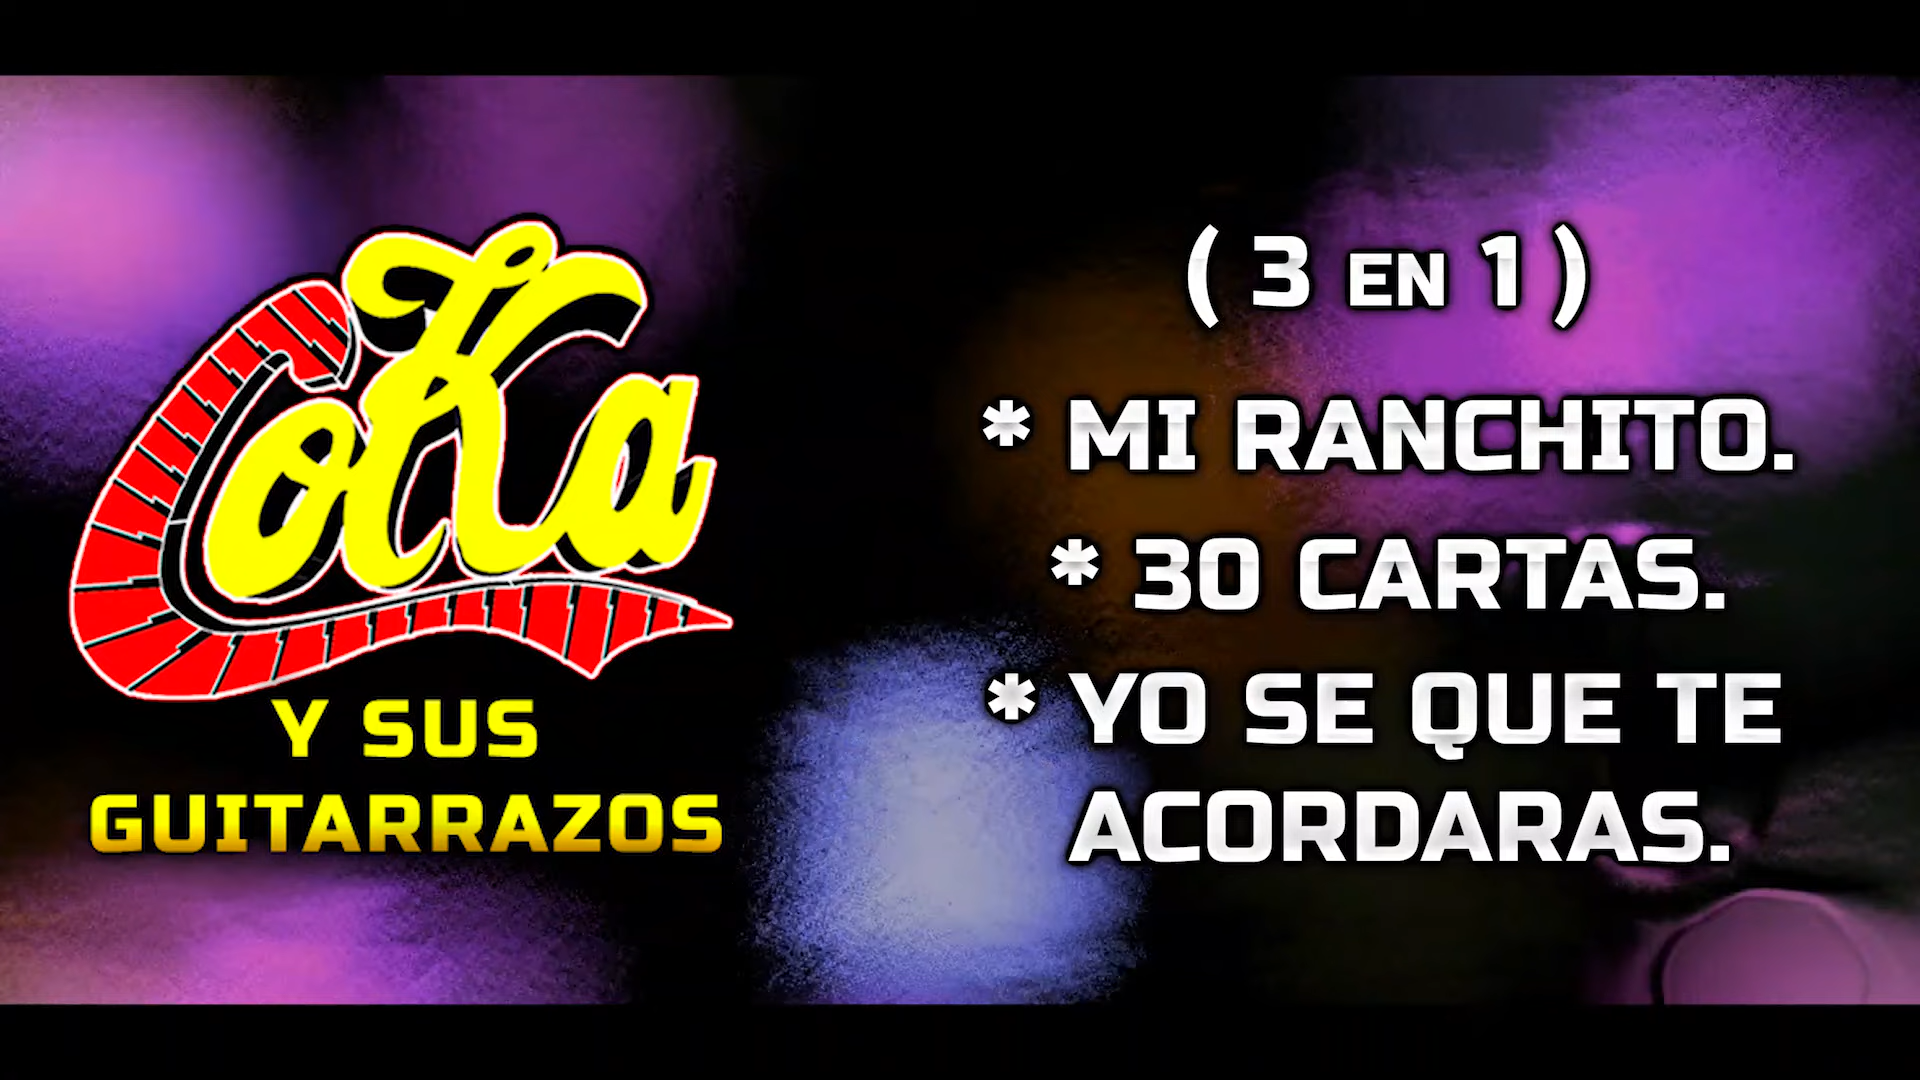 CoKa
Y SUS
GUITARRAZOS
( 3 EN 1 )
* MI RANCHITO.
* 30 CARTAS.
* YO SE QUE TE
ACORDARAS.